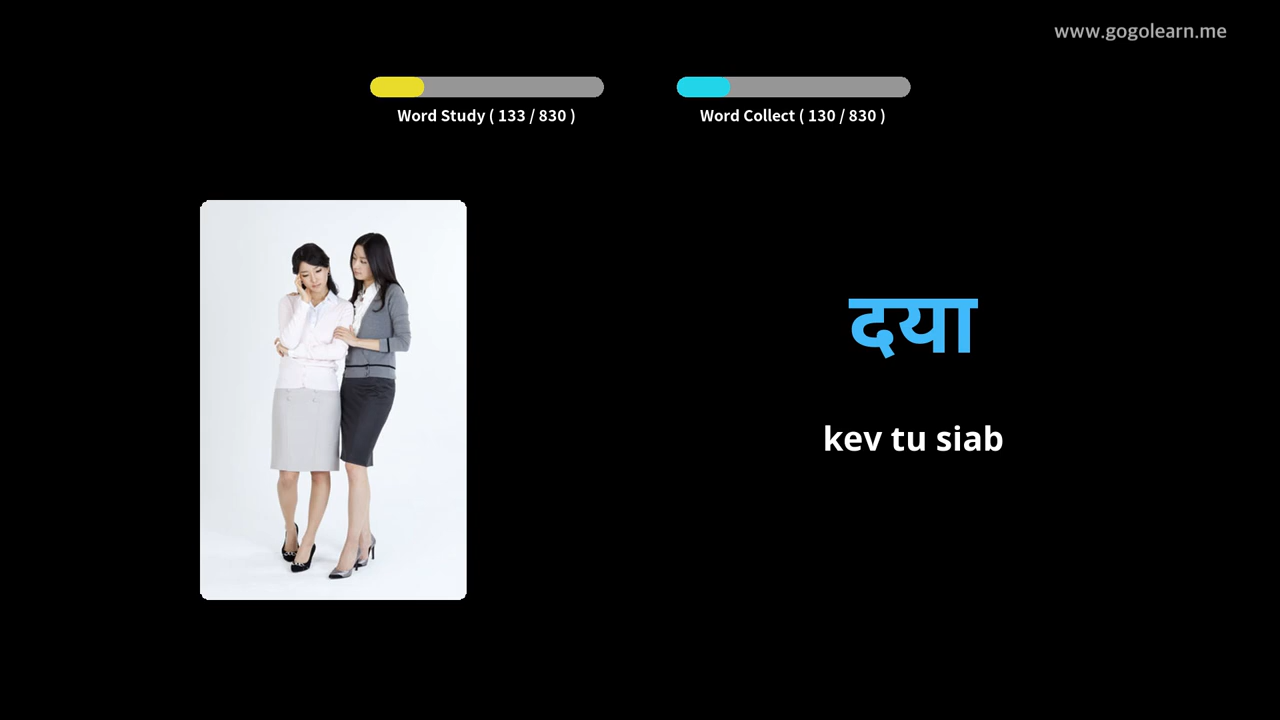 www.gogolearn.me
Word Study ( 133 / 830 )
Word Collect ( 130 / 830 )
दया
kev tu siab